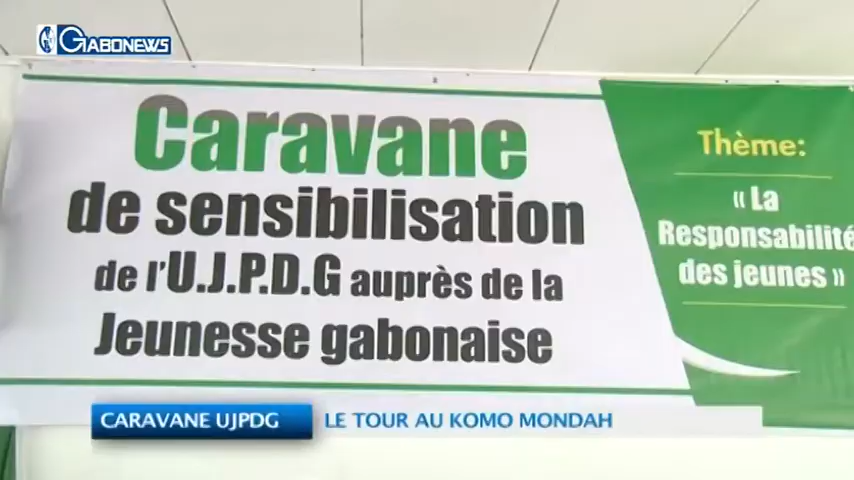 GABONEWS
Caravane
de sensibilisation
de l'U.J.P.D.G auprès de la
Jeunesse gabonaise
Thème:
« La
Responsabilité
des jeunes »
CARAVANE UJPDG
LE TOUR AU KOMO MONDAH